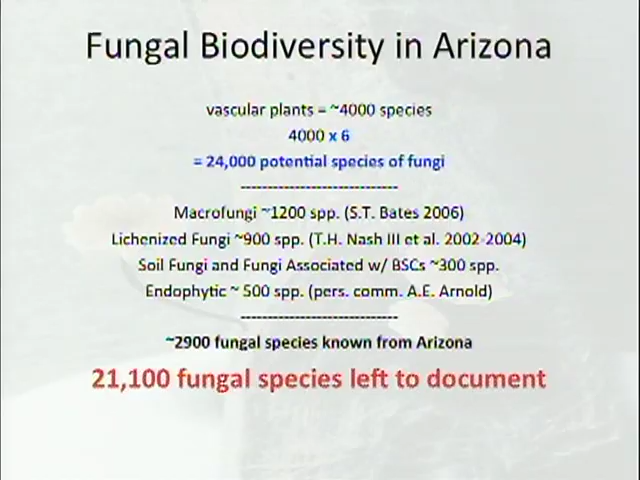 Fungal Biodiversity in Arizona
vascular plants = ~4000 species
4000 x 6
= 24,000 potential species of fungi
------------------------------
Macrofungi ~1200 spp. (S.T. Bates 2006)
Lichenized Fungi ~900 spp. (T.H. Nash III et al. 2002-2004)
Soil Fungi and Fungi Associated w/ BSCs ~300 spp.
Endophytic ~ 500 spp. (pers. comm. A.E. Arnold)
------------------------------
~2900 fungal species known from Arizona
21,100 fungal species left to document